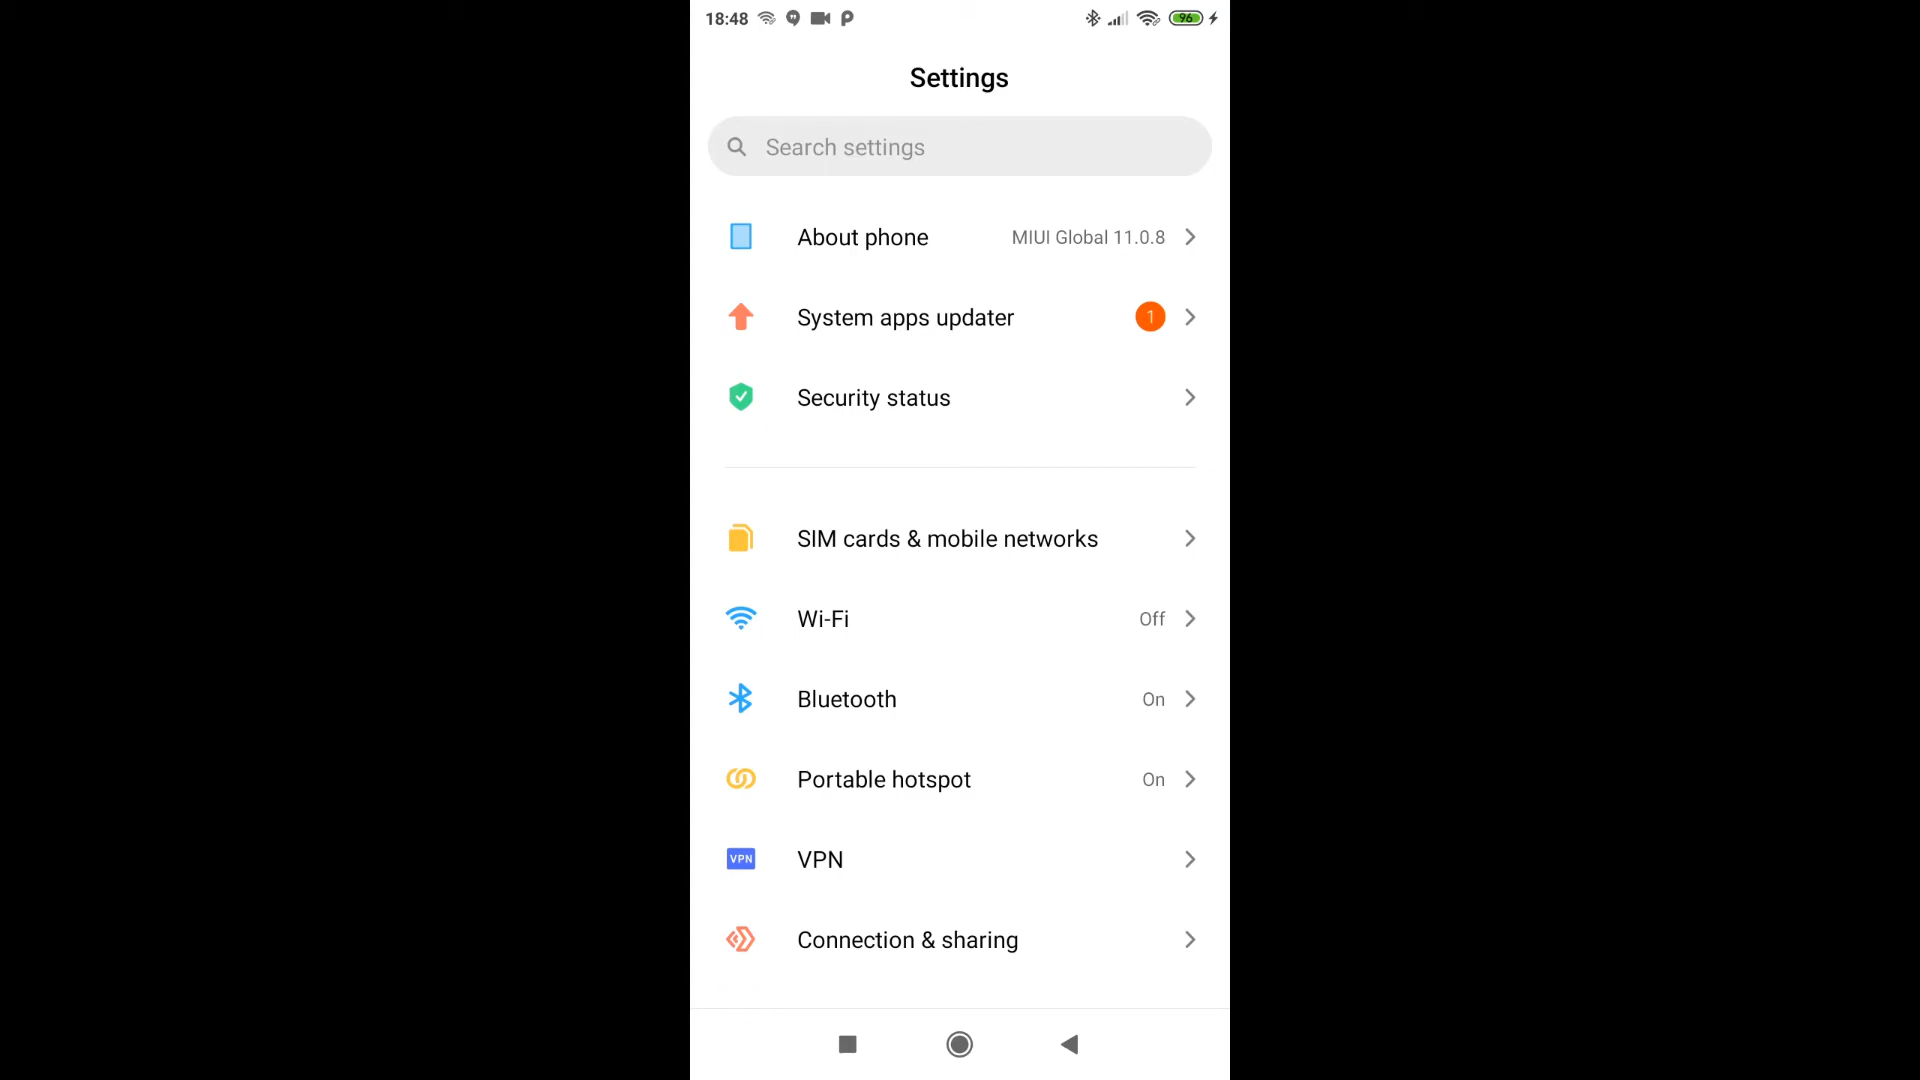 18:48 96
Settings
Search settings
About phone MIUI Global 11.0.8
System apps updater 1
Security status
SIM cards & mobile networks
Wi-Fi Off
Bluetooth On
Portable hotspot On
VPN VPN
Connection & sharing